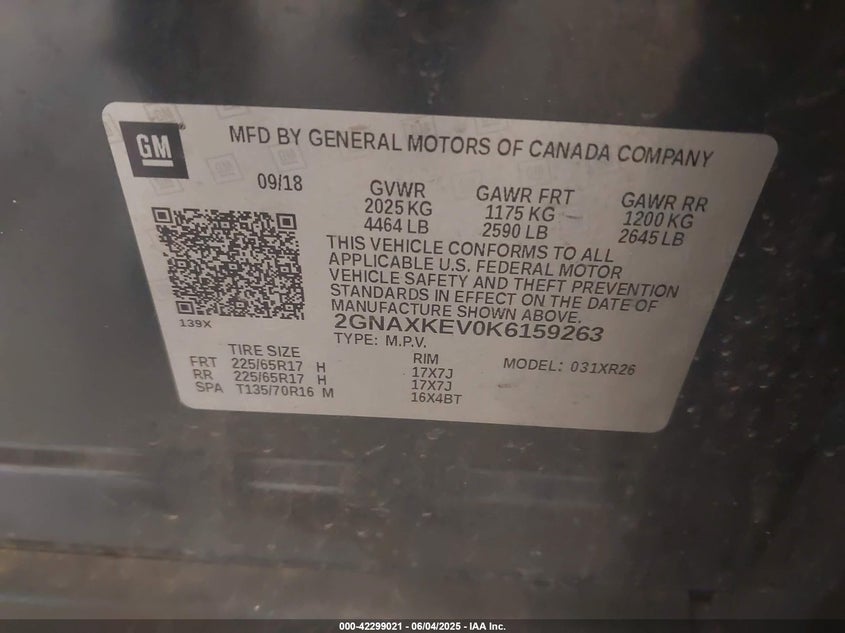 GM
MFD BY GENERAL MOTORS OF CANADA COMPANY
09/18
GVWR
2025 KG
4464 LB
GAWR FRT
1175 KG
2590 LB
GAWR RR
1200 KG
2645 LB
THIS VEHICLE CONFORMS TO ALL
APPLICABLE U.S. FEDERAL MOTOR
VEHICLE SAFETY AND THEFT PREVENTION
STANDARDS IN EFFECT ON THE DATE OF
MANUFACTURE SHOWN ABOVE.
139X
2GNAXKEV0K6159263
TYPE: M.P.V.
TIRE SIZE
RIM
MODEL: 031XR26
FRT 225/65R17 H 17X7J
RR 225/65R17 H 17X7J
SPA T135/70R16 M 16X4BT
000-42299021 - 06/04/2025 - IAA Inc.